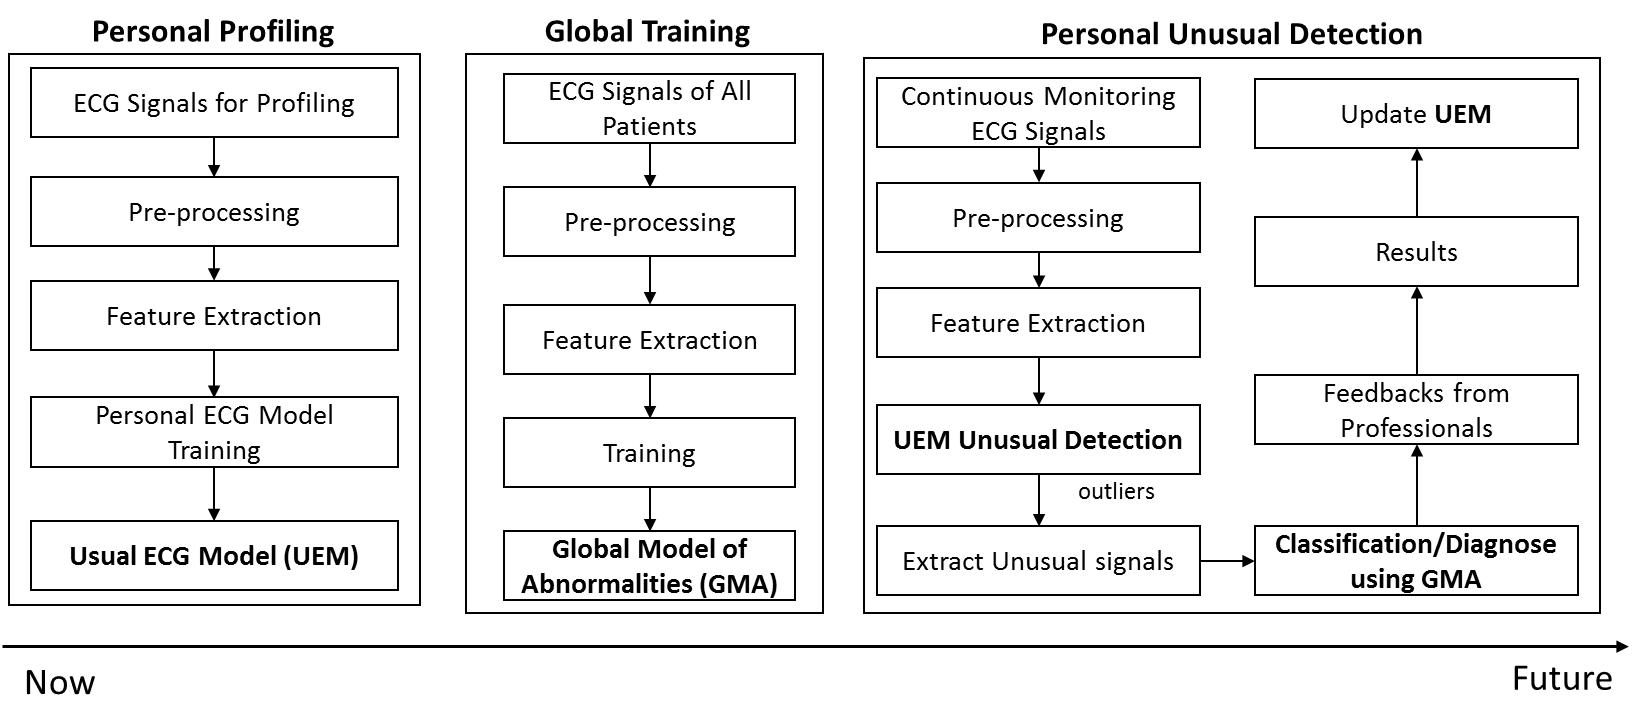 Personal Profiling
ECG Signals for Profiling
Pre-processing
Feature Extraction
Personal ECG Model
Training
Usual ECG Model (UEM)
Global Training
ECG Signals of All
Patients
Pre-processing
Feature Extraction
Training
Global Model of
Abnormalities (GMA)
Personal Unusual Detection
Continuous Monitoring
ECG Signals
Pre-processing
Feature Extraction
UEM Unusual Detection
outliers
Extract Unusual signals
Classification/Diagnose
using GMA
Feedbacks from
Professionals
Results
Update UEM
Now
Future